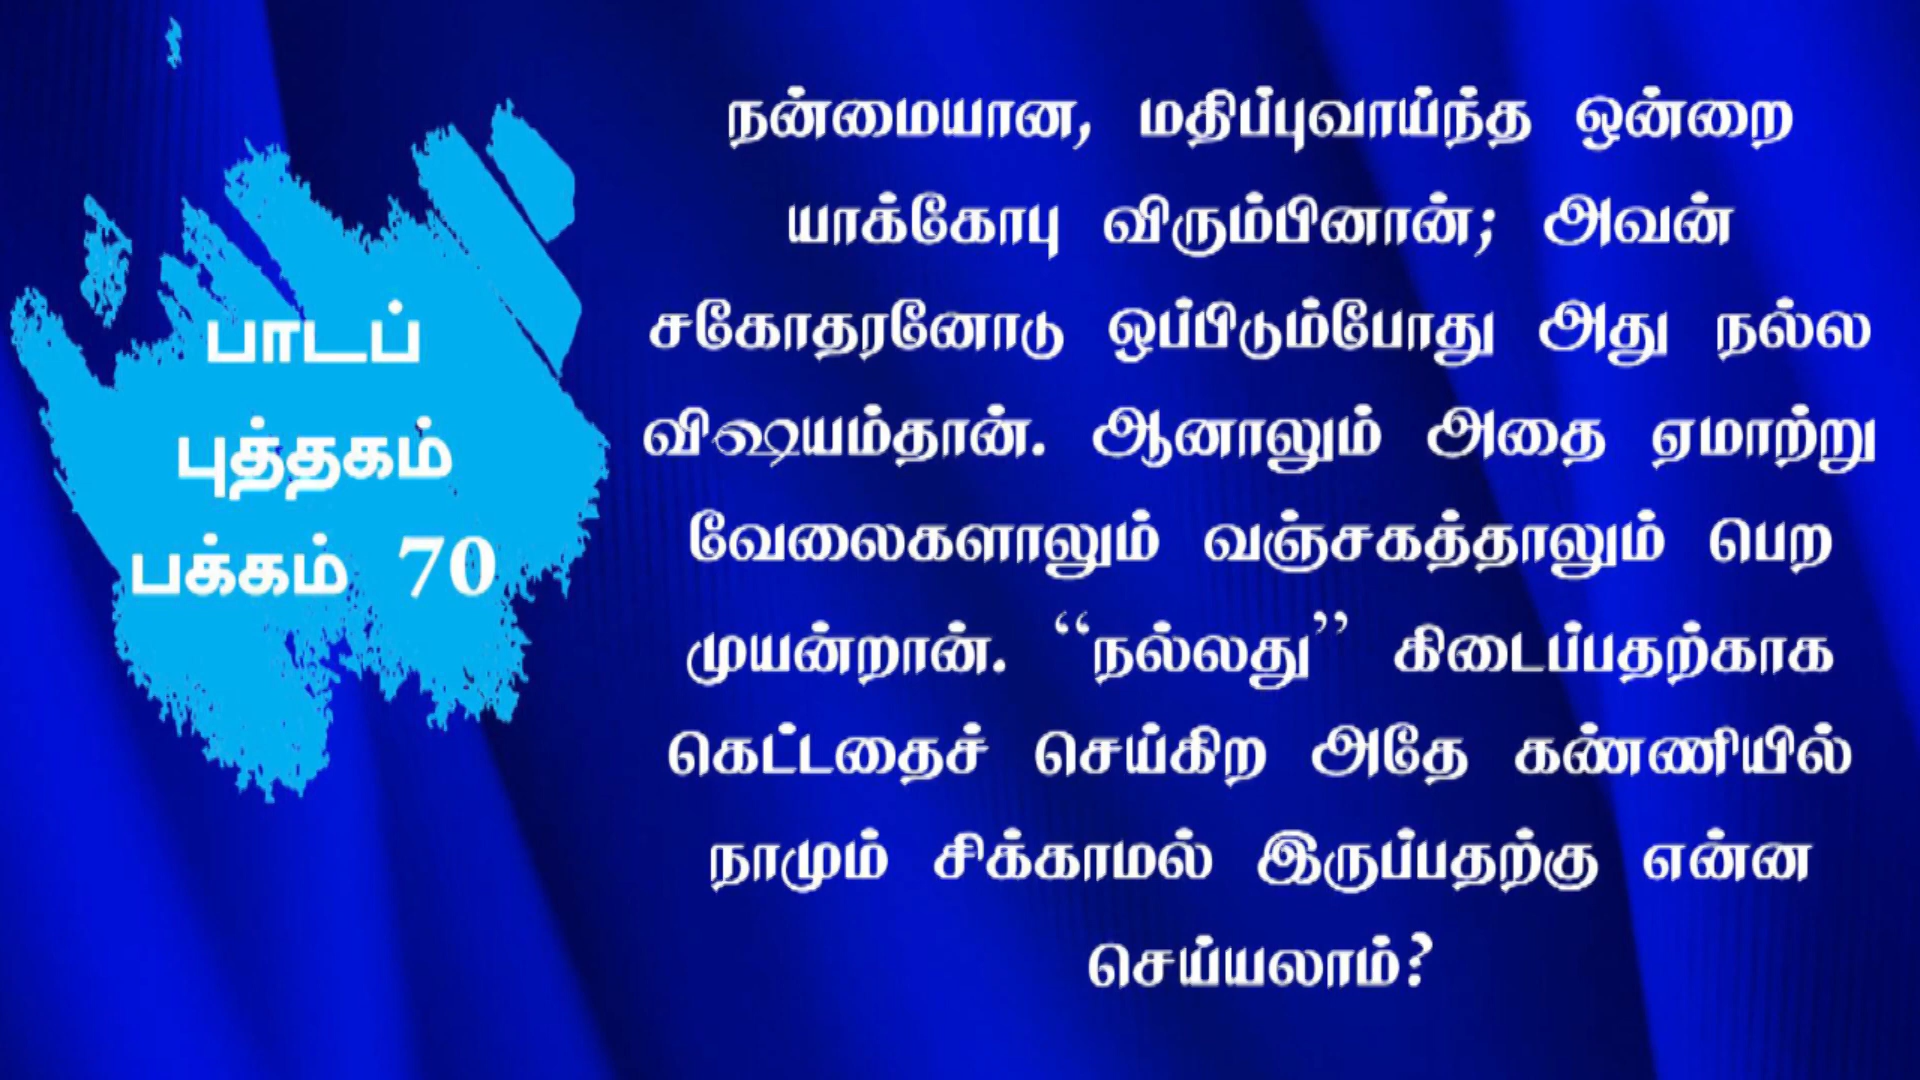 பாடப்
புத்தகம்
பக்கம் 70
நன்மையான, மதிப்புவாய்ந்த ஒன்றை
யாக்கோபு விரும்பினான்; அவன்
சகோதரனோடு ஒப்பிடும்போது அது நல்ல
விஷயம்தான். ஆனாலும் அதை ஏமாற்று
வேலைகளாலும் வஞ்சகத்தாலும் பெற
முயன்றான். “நல்லது” கிடைப்பதற்காக
கெட்டதைச் செய்கிற அதே கண்ணியில்
நாமும் சிக்காமல் இருப்பதற்கு என்ன
செய்யலாம்?